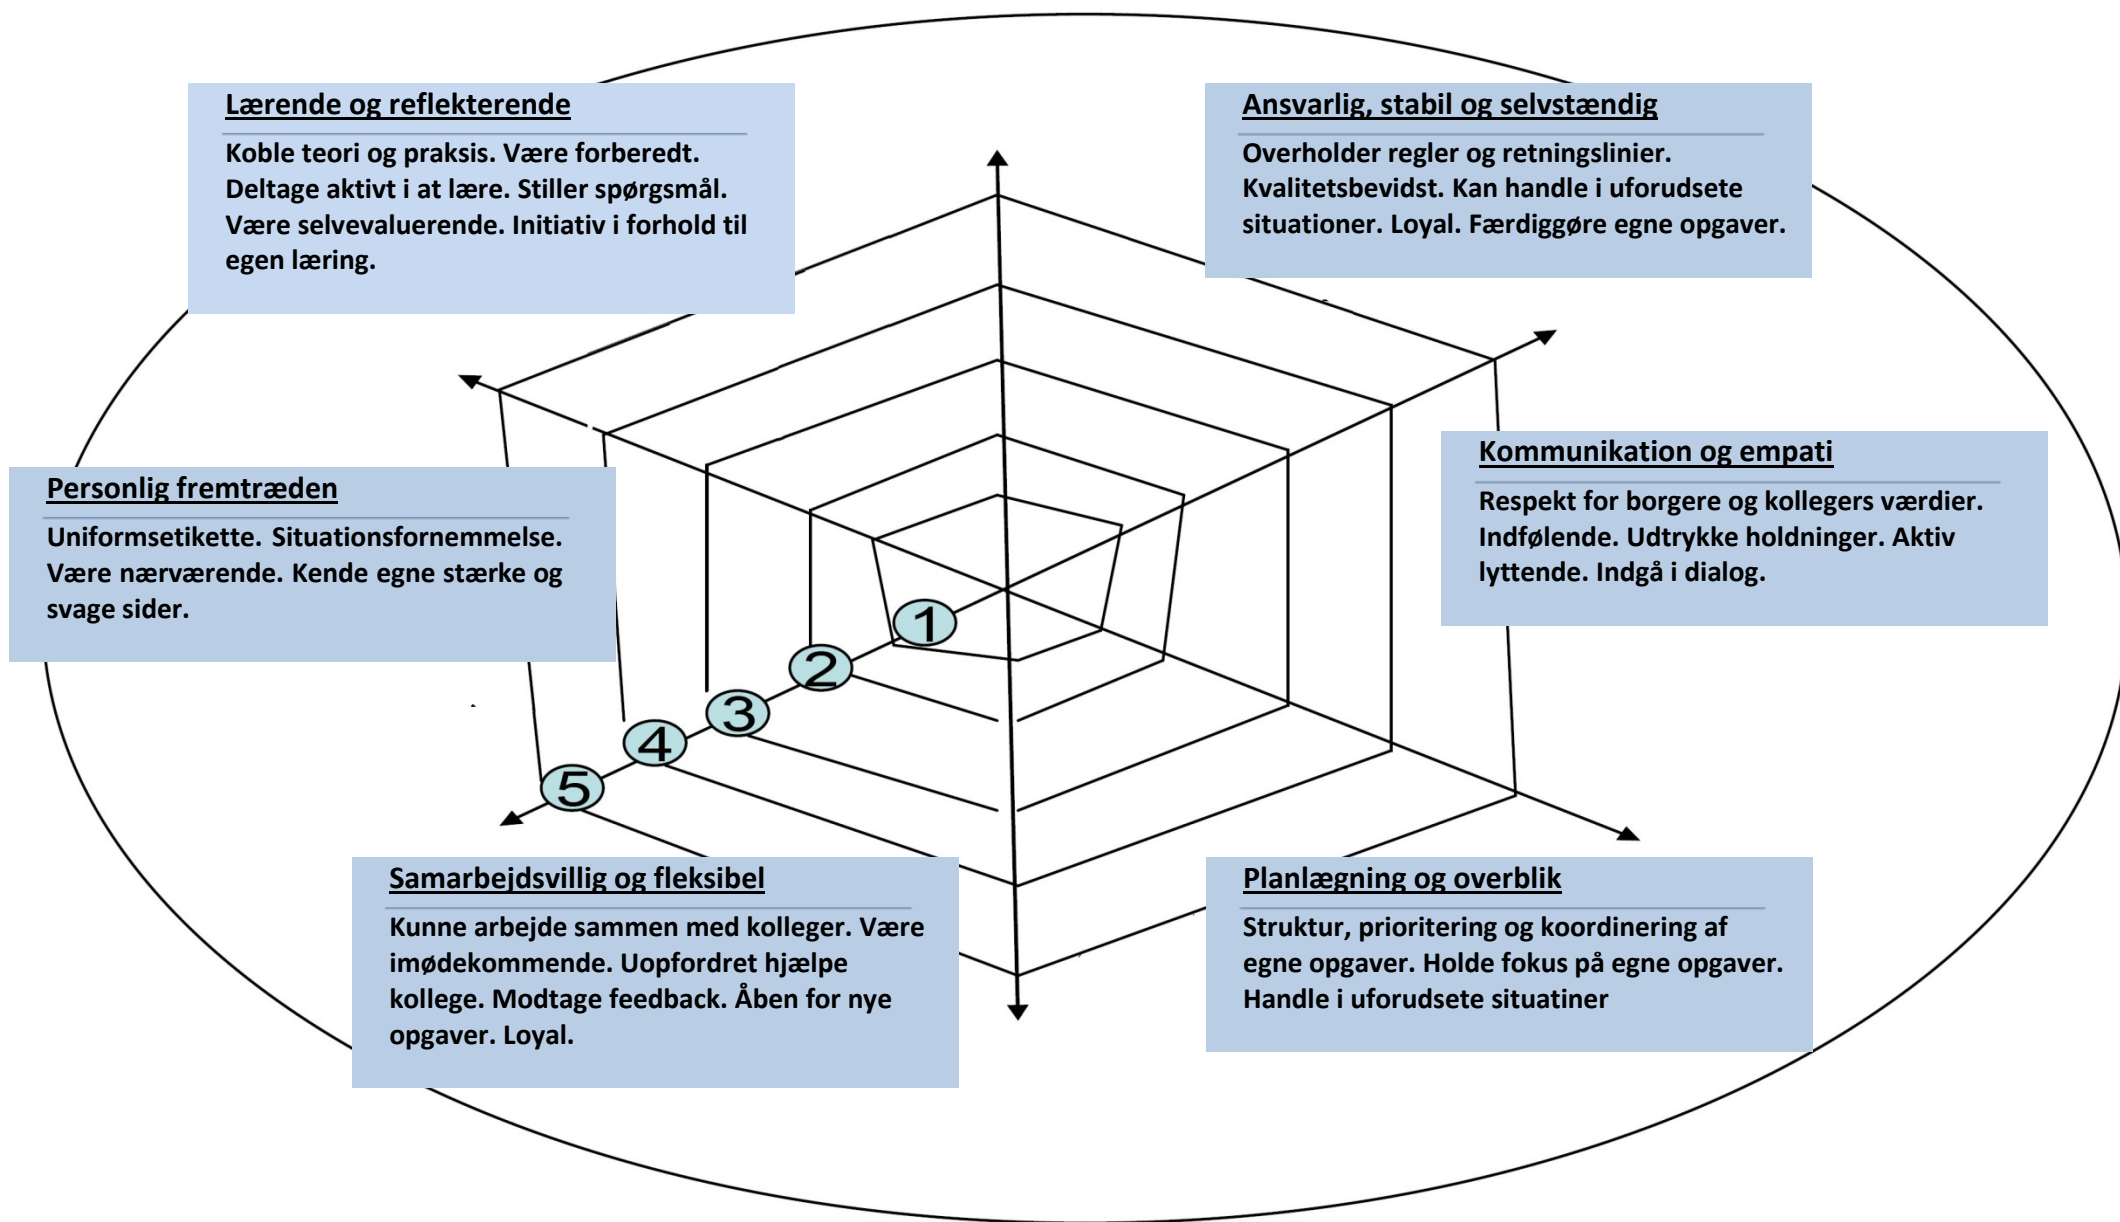 Lærende og reflekterende
Koble teori og praksis. Være forberedt.
Deltage aktivt i at lære. Stiller spørgsmål.
Være selvevaluerende. Initiativ i forhold til
egen læring.
Ansvarlig, stabil og selvstændig
Overholder regler og retningslinier.
Kvalitetsbevidst. Kan handle i uforudsete
situationer. Loyal. Færdiggøre egne opgaver.
Personlig fremtræden
Uniformsetikette. Situationsfornemmelse.
Være nærværende. Kende egne stærke og
svage sider.
Kommunikation og empati
Respekt for borgere og kollegers værdier.
Indfølende. Udtrykke holdninger. Aktiv
lyttende. Indgå i dialog.
1
2
3
4
5
Samarbejdsvillig og fleksibel
Kunne arbejde sammen med kolleger. Være
imødekommende. Uopfordret hjælpe
kollege. Modtage feedback. Åben for nye
opgaver. Loyal.
Planlægning og overblik
Struktur, prioritering og koordinering af
egne opgaver. Holde fokus på egne opgaver.
Handle i uforudsete situatiner